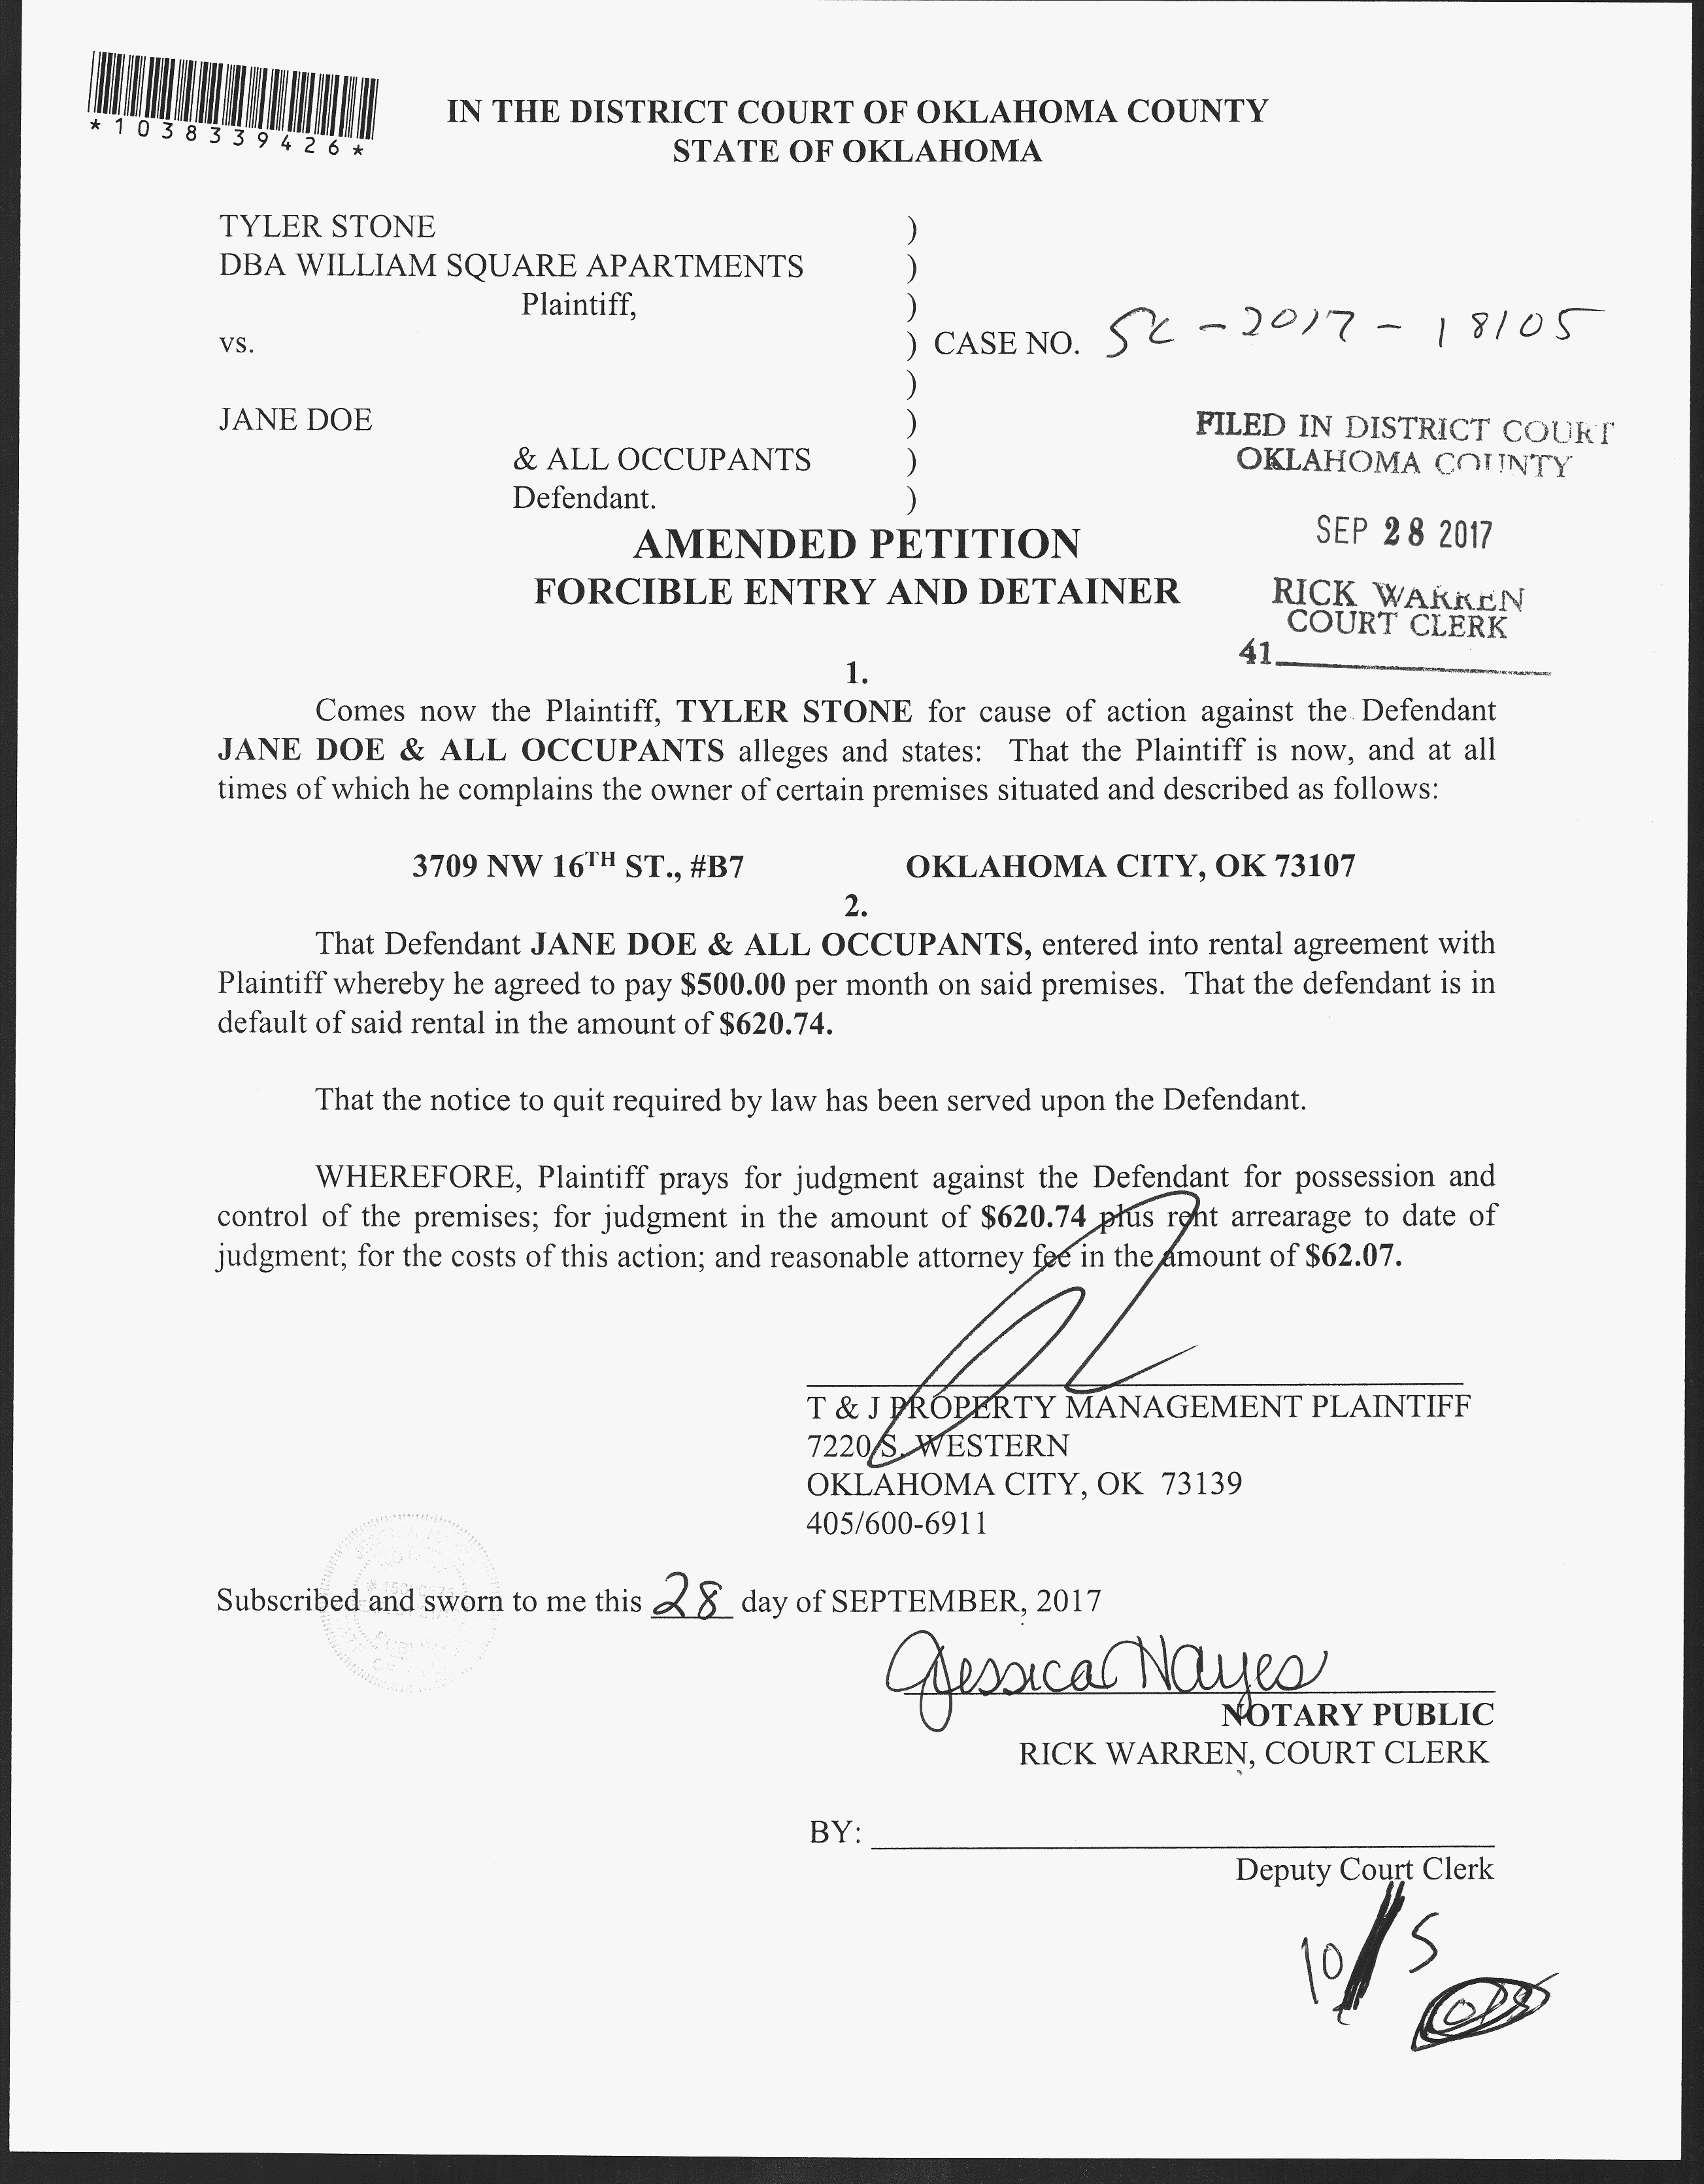 *1038339426*
IN THE DISTRICT COURT OF OKLAHOMA COUNTY
STATE OF OKLAHOMA
TYLER STONE )
DBA WILLIAM SQUARE APARTMENTS )
Plaintiff, )
vs. ) CASE NO. SC-2017-18105
)
JANE DOE )
& ALL OCCUPANTS )
Defendant. )
FILED IN DISTRICT COURT
OKLAHOMA COUNTY
SEP 28 2017
RICK WARREN
COURT CLERK
41
AMENDED PETITION
FORCIBLE ENTRY AND DETAINER
1.
Comes now the Plaintiff, TYLER STONE for cause of action against the Defendant
JANE DOE & ALL OCCUPANTS alleges and states: That the Plaintiff is now, and at all
times of which he complains the owner of certain premises situated and described as follows:
3709 NW 16TH ST., #B7 OKLAHOMA CITY, OK 73107
2.
That Defendant JANE DOE & ALL OCCUPANTS, entered into rental agreement with
Plaintiff whereby he agreed to pay $500.00 per month on said premises. That the defendant is in
default of said rental in the amount of $620.74.
That the notice to quit required by law has been served upon the Defendant.
WHEREFORE, Plaintiff prays for judgment against the Defendant for possession and
control of the premises; for judgment in the amount of $620.74 plus rent arrearage to date of
judgment; for the costs of this action; and reasonable attorney fee in the amount of $62.07.
T & J PROPERTY MANAGEMENT PLAINTIFF
7220 S. WESTERN
OKLAHOMA CITY, OK 73139
405/600-6911
Subscribed and sworn to me this 28 day of SEPTEMBER, 2017
Jessica Hayes
NOTARY PUBLIC
RICK WARREN, COURT CLERK
BY:
Deputy Court Clerk
10/5